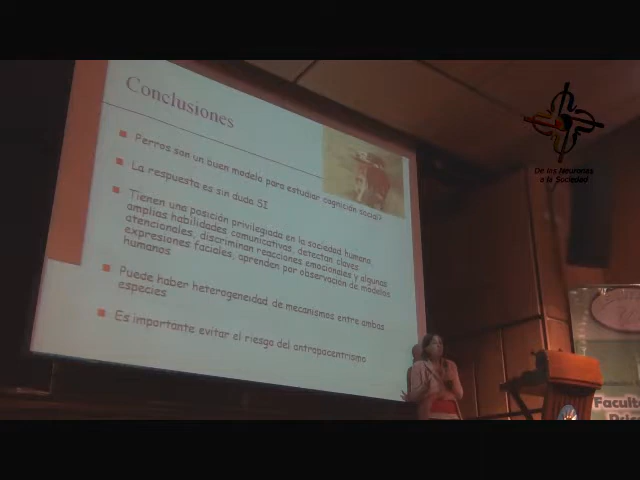 Conclusiones
Perros son un buen modelo para estudiar cognición social?
La respuesta es sin duda SI
Tienen una posición privilegiada en la sociedad humana,
amplias habilidades comunicativas, detectan claves
atencionales, discriminan reacciones emocionales y algunas
expresiones faciales, aprenden por observación de modelos
humanos
Puede haber heterogeneidad de mecanismos entre ambas
especies
Es importante evitar el riesgo del antropocentrismo
De las Neuronas
a la Sociedad
Facult